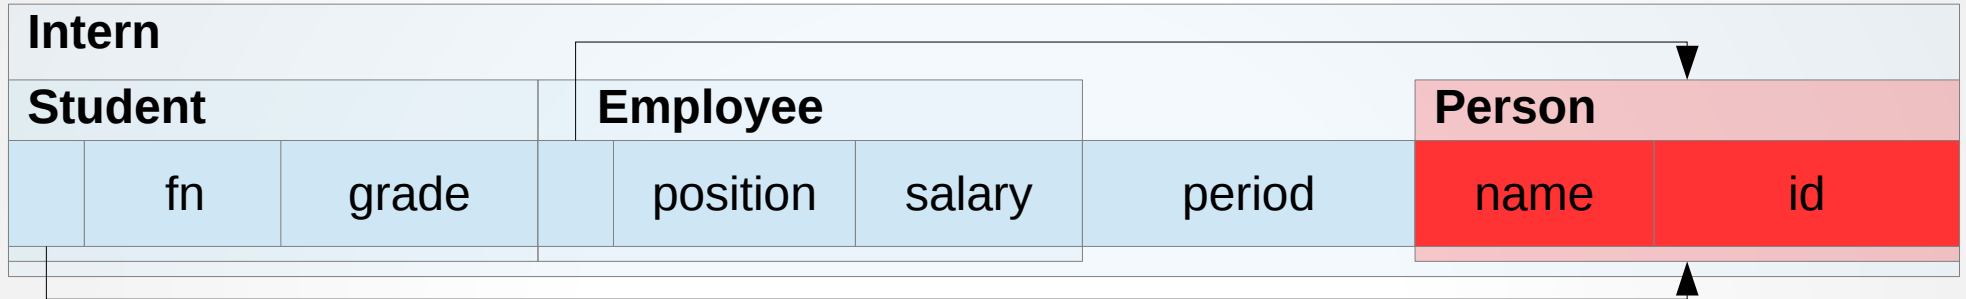 Intern
Student Employee Person
fn grade position salary period name id